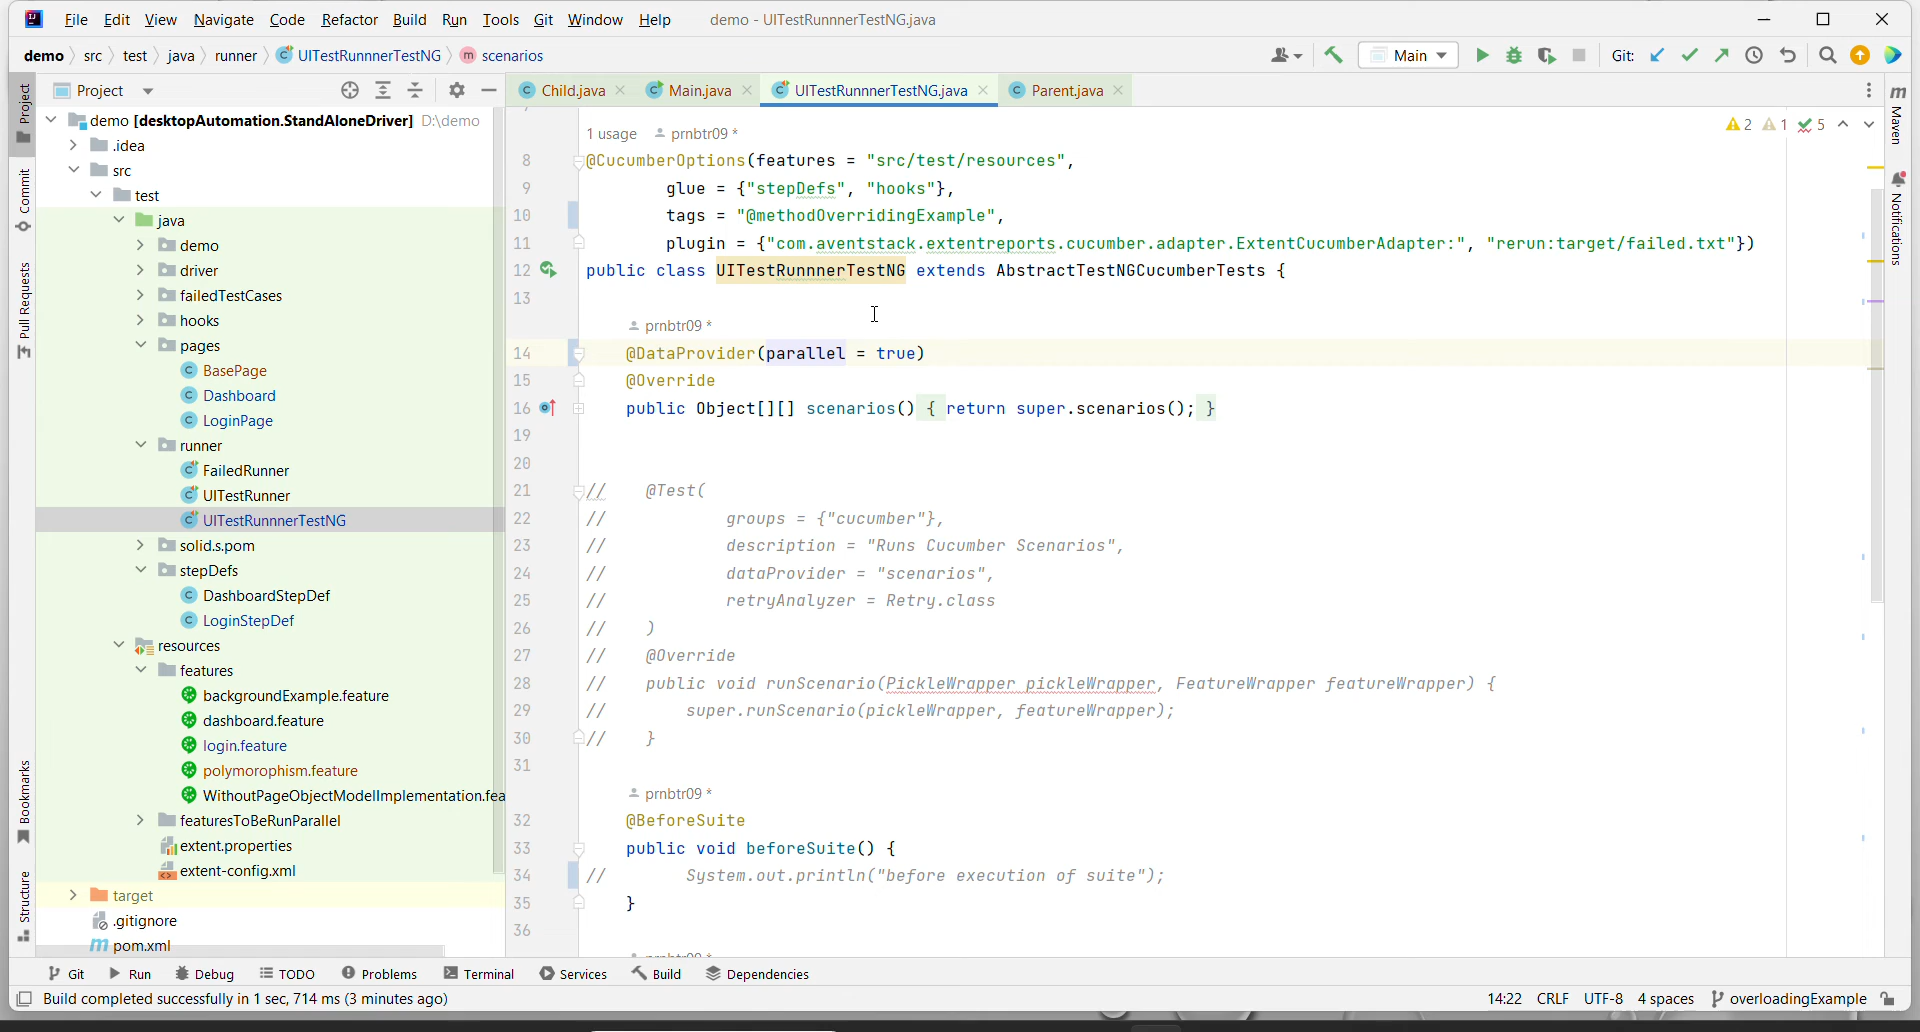 File Edit View Navigate Code Refactor Build Run Tools Git Window Help demo - UITestRunnnerTestNG.java
demo src test java runner UITestRunnnerTestNG scenarios Main Git:
Project
Child.java Main.java UITestRunnnerTestNG.java Parent.java
demo [desktopAutomation.StandAloneDriver] D:\demo
.idea
src
test
java
demo
driver
failedTestCases
hooks
pages
BasePage
Dashboard
LoginPage
runner
FailedRunner
UITestRunner
UITestRunnnerTestNG
solid.s.pom
stepDefs
DashboardStepDef
LoginStepDef
resources
features
backgroundExample.feature
dashboard.feature
login.feature
polymorophism.feature
WithoutPageObjectModelImplementation.fea
featuresToBeRunParallel
extent.properties
extent-config.xml
target
.gitignore
pom.xml
Project
Commit
Pull Requests
Bookmarks
Structure
2 1 5
1 usage prnbtr09 *
8 @CucumberOptions(features = "src/test/resources",
9 glue = {"stepDefs", "hooks"},
10 tags = "@methodOverridingExample",
11 plugin = {"com.aventstack.extentreports.cucumber.adapter.ExtentCucumberAdapter:", "rerun:target/failed.txt"})
12 public class UITestRunnnerTestNG extends AbstractTestNGCucumberTests {
13
prnbtr09 *
14 @DataProvider(parallel = true)
15 @Override
16 public Object[][] scenarios() { return super.scenarios(); }
19
20
21 // @Test(
22 // groups = {"cucumber"},
23 // description = "Runs Cucumber Scenarios",
24 // dataProvider = "scenarios",
25 // retryAnalyzer = Retry.class
26 // )
27 // @Override
28 // public void runScenario(PickleWrapper pickleWrapper, FeatureWrapper featureWrapper) {
29 // super.runScenario(pickleWrapper, featureWrapper);
30 // }
31
prnbtr09 *
32 @BeforeSuite
33 public void beforeSuite() {
34 // System.out.println("before execution of suite");
35 }
36
Maven
Notifications
Git Run Debug TODO Problems Terminal Services Build Dependencies
Build completed successfully in 1 sec, 714 ms (3 minutes ago) 14:22 CRLF UTF-8 4 spaces overloadingExample